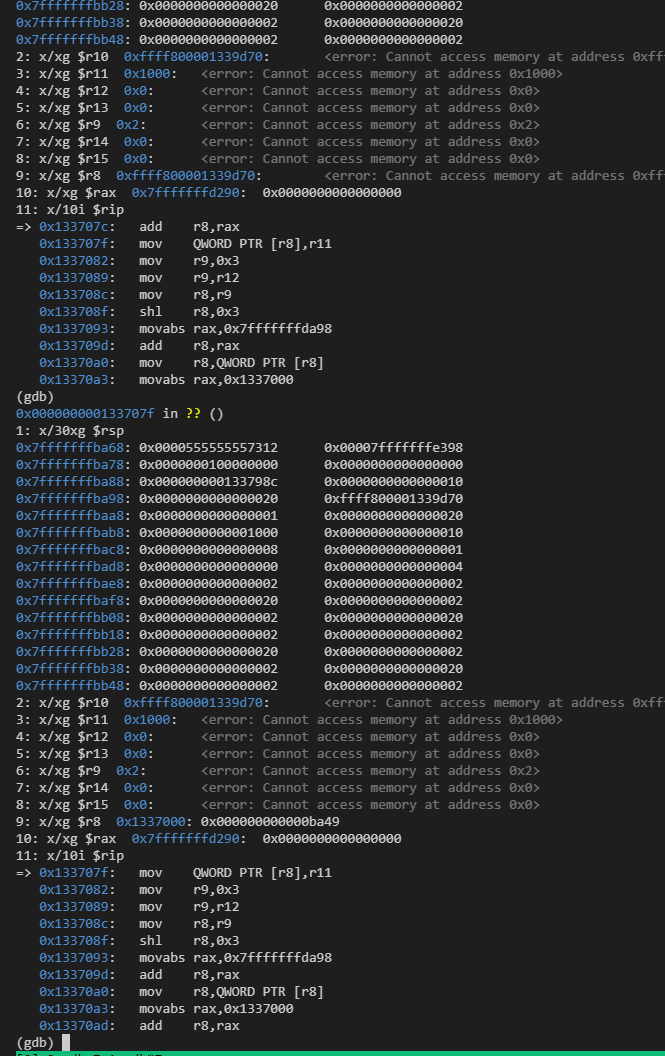 0x7fffffffbb28: 0x0000000000000020 0x0000000000000002
0x7fffffffbb38: 0x0000000000000002 0x0000000000000020
0x7fffffffbb48: 0x0000000000000002 0x0000000000000002
2: x/xg $r10 0xffff800001339d70: <error: Cannot access memory at address 0xfff
3: x/xg $r11 0x1000: <error: Cannot access memory at address 0x1000>
4: x/xg $r12 0x0: <error: Cannot access memory at address 0x0>
5: x/xg $r13 0x0: <error: Cannot access memory at address 0x0>
6: x/xg $r9 0x2: <error: Cannot access memory at address 0x2>
7: x/xg $r14 0x0: <error: Cannot access memory at address 0x0>
8: x/xg $r15 0x0: <error: Cannot access memory at address 0x0>
9: x/xg $r8 0xffff800001339d70: <error: Cannot access memory at address 0xfff
10: x/xg $rax 0x7fffffffd290: 0x0000000000000000
11: x/10i $rip
=> 0x133707c: add r8,rax
0x133707f: mov QWORD PTR [r8],r11
0x1337082: mov r9,0x3
0x1337089: mov r9,r12
0x133708c: mov r8,r9
0x133708f: shl r8,0x3
0x1337093: movabs rax,0x7fffffffda98
0x133709d: add r8,rax
0x13370a0: mov r8,QWORD PTR [r8]
0x13370a3: movabs rax,0x1337000
(gdb)
0x000000000133707f in ?? ()
1: x/30xg $rsp
0x7fffffffba68: 0x0000555555557312 0x00007fffffffe398
0x7fffffffba78: 0x0000000100000000 0x0000000000000000
0x7fffffffba88: 0x000000000133798c 0x0000000000000010
0x7fffffffba98: 0x0000000000000020 0xffff800001339d70
0x7fffffffbaa8: 0x0000000000000001 0x0000000000000020
0x7fffffffbab8: 0x0000000000001000 0x0000000000000010
0x7fffffffbac8: 0x0000000000000008 0x0000000000000001
0x7fffffffbad8: 0x0000000000000000 0x0000000000000004
0x7fffffffbae8: 0x0000000000000002 0x0000000000000002
0x7fffffffbaf8: 0x0000000000000020 0x0000000000000002
0x7fffffffbb08: 0x0000000000000002 0x0000000000000020
0x7fffffffbb18: 0x0000000000000002 0x0000000000000002
0x7fffffffbb28: 0x0000000000000020 0x0000000000000002
0x7fffffffbb38: 0x0000000000000002 0x0000000000000020
0x7fffffffbb48: 0x0000000000000002 0x0000000000000002
2: x/xg $r10 0xffff800001339d70: <error: Cannot access memory at address 0xfff
3: x/xg $r11 0x1000: <error: Cannot access memory at address 0x1000>
4: x/xg $r12 0x0: <error: Cannot access memory at address 0x0>
5: x/xg $r13 0x0: <error: Cannot access memory at address 0x0>
6: x/xg $r9 0x2: <error: Cannot access memory at address 0x2>
7: x/xg $r14 0x0: <error: Cannot access memory at address 0x0>
8: x/xg $r15 0x0: <error: Cannot access memory at address 0x0>
9: x/xg $r8 0x1337000: 0x000000000000ba49
10: x/xg $rax 0x7fffffffd290: 0x0000000000000000
11: x/10i $rip
=> 0x133707f: mov QWORD PTR [r8],r11
0x1337082: mov r9,0x3
0x1337089: mov r9,r12
0x133708c: mov r8,r9
0x133708f: shl r8,0x3
0x1337093: movabs rax,0x7fffffffda98
0x133709d: add r8,rax
0x13370a0: mov r8,QWORD PTR [r8]
0x13370a3: movabs rax,0x1337000
0x13370ad: add r8,rax
(gdb)